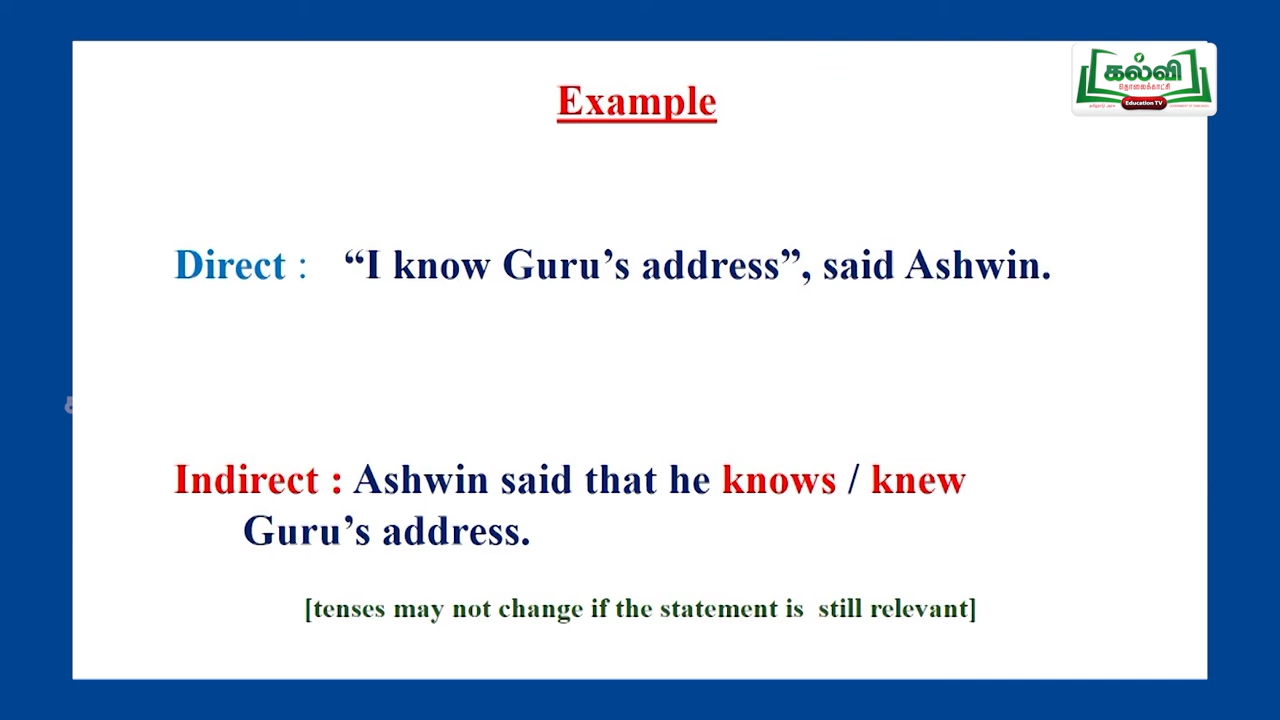 கல்வி
தொலைக்காட்சி
Education TV
Example
Direct : “I know Guru’s address”, said Ashwin.
Indirect : Ashwin said that he knows / knew
Guru’s address.
[tenses may not change if the statement is still relevant]